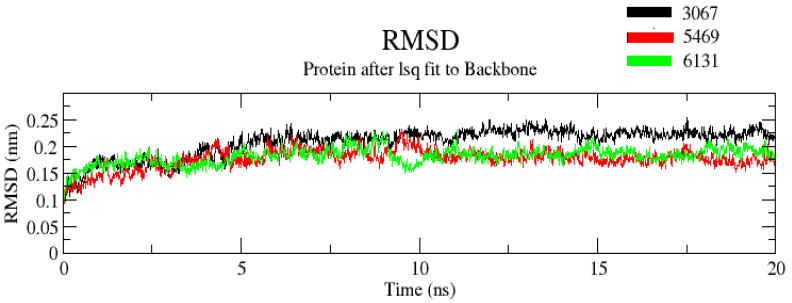 3067
5469
6131
RMSD
Protein after lsq fit to Backbone
RMSD (nm)
0.25
0.2
0.15
0.1
0.05
0
0 5 10 15 20
Time (ns)